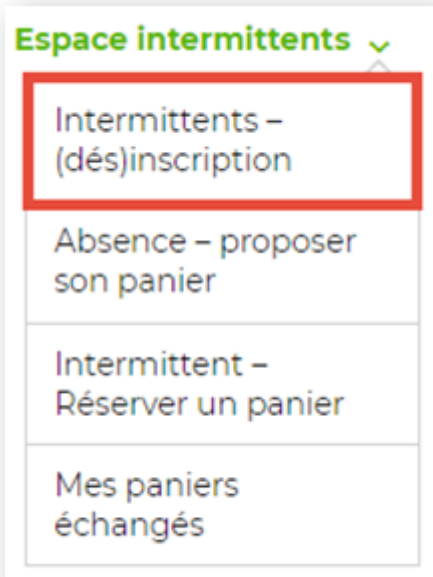 Espace intermittents
Intermittents –
(dés)inscription
Absence – proposer
son panier
Intermittent –
Réserver un panier
Mes paniers
échangés